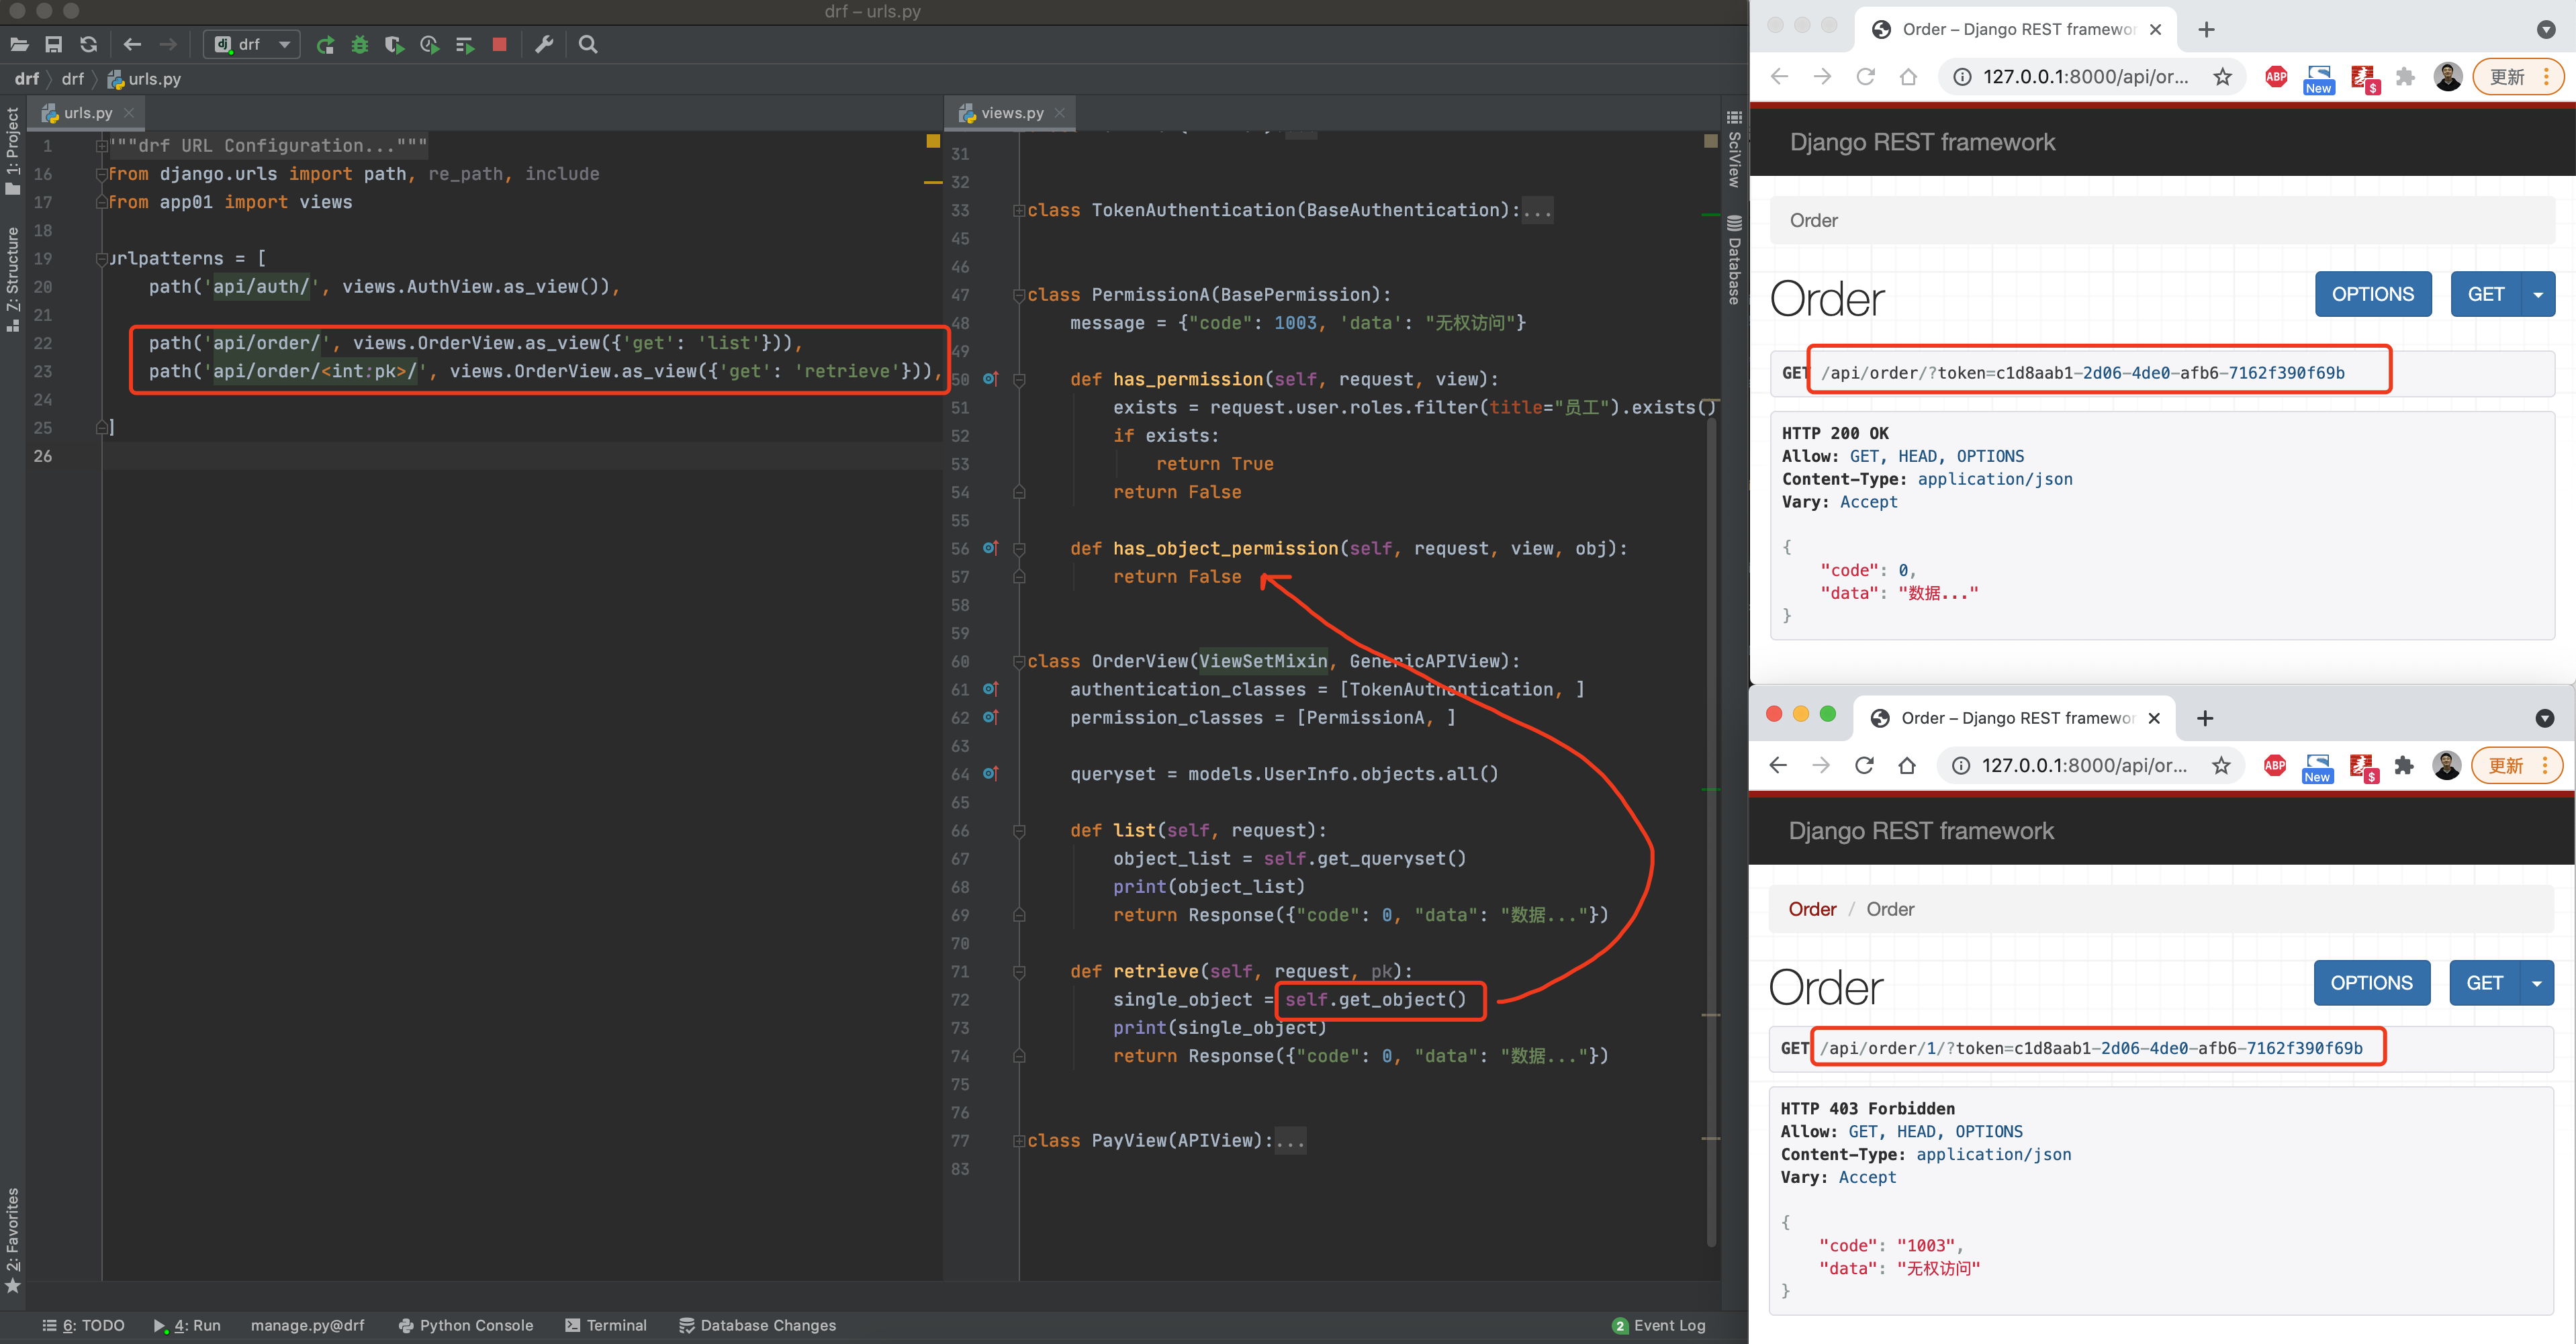 drf – urls.py
drf
drf
drf
urls.py
urls.py
views.py
1: Project
Z: Structure
2: Favorites
SciView
Database
1 """drf URL Configuration..."""
16 from django.urls import path, re_path, include
17 from app01 import views
18
19 urlpatterns = [
20 path('api/auth/', views.AuthView.as_view()),
21
22 path('api/order/', views.OrderView.as_view({'get': 'list'})),
23 path('api/order/<int:pk>/', views.OrderView.as_view({'get': 'retrieve'})),
24
25 ]
26
31
32
33 class TokenAuthentication(BaseAuthentication):...
45
46
47 class PermissionA(BasePermission):
48 message = {"code": 1003, 'data': "无权访问"}
49
50 def has_permission(self, request, view):
51 exists = request.user.roles.filter(title="员工").exists()
52 if exists:
53 return True
54 return False
55
56 def has_object_permission(self, request, view, obj):
57 return False
58
59
60 class OrderView(ViewSetMixin, GenericAPIView):
61 authentication_classes = [TokenAuthentication, ]
62 permission_classes = [PermissionA, ]
63
64 queryset = models.UserInfo.objects.all()
65
66 def list(self, request):
67 object_list = self.get_queryset()
68 print(object_list)
69 return Response({"code": 0, "data": "数据..."})
70
71 def retrieve(self, request, pk):
72 single_object = self.get_object()
73 print(single_object)
74 return Response({"code": 0, "data": "数据..."})
75
76
77 class PayView(APIView):...
83
6: TODO
4: Run
manage.py@drf
Python Console
Terminal
Database Changes
2 Event Log
Order – Django REST framewor
127.0.0.1:8000/api/or...
ABP
New
$
更新
Django REST framework
Order
Order
OPTIONS
GET
GET /api/order/?token=c1d8aab1-2d06-4de0-afb6-7162f390f69b
HTTP 200 OK
Allow: GET, HEAD, OPTIONS
Content-Type: application/json
Vary: Accept
{
"code": 0,
"data": "数据..."
}
Order – Django REST framewor
127.0.0.1:8000/api/or...
ABP
New
$
更新
Django REST framework
Order / Order
Order
OPTIONS
GET
GET /api/order/1/?token=c1d8aab1-2d06-4de0-afb6-7162f390f69b
HTTP 403 Forbidden
Allow: GET, HEAD, OPTIONS
Content-Type: application/json
Vary: Accept
{
"code": "1003",
"data": "无权访问"
}